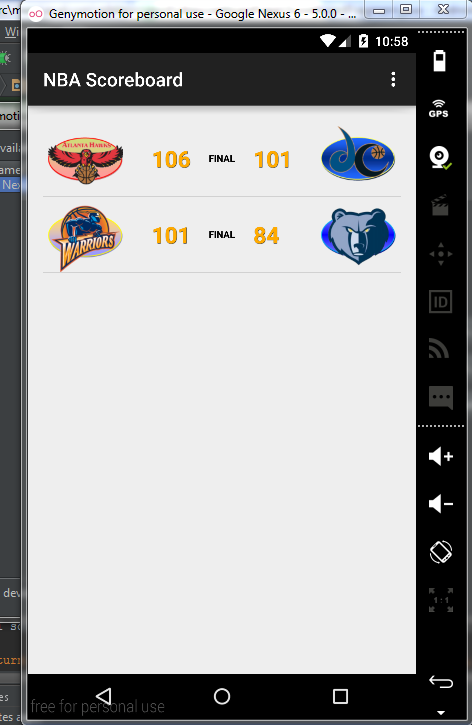 Genymotion for personal use - Google Nexus 6 - 5.0.0 - ...
10:58
NBA Scoreboard
GPS
ATLANTA HAWKS
106 FINAL 101
dc
WARRIORS
101 FINAL 84
ID
1:1
free for personal use